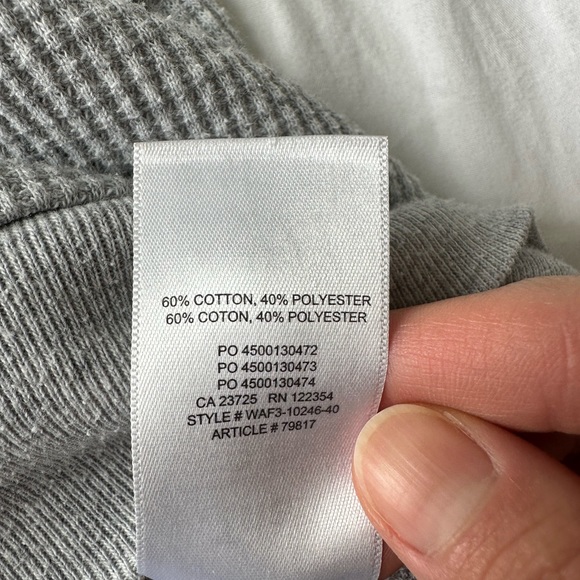 60% COTTON, 40% POLYESTER
60% COTON, 40% POLYESTER
PO 4500130472
PO 4500130473
PO 4500130474
CA 23725 RN 122354
STYLE # WAF3-10246-40
ARTICLE # 79817